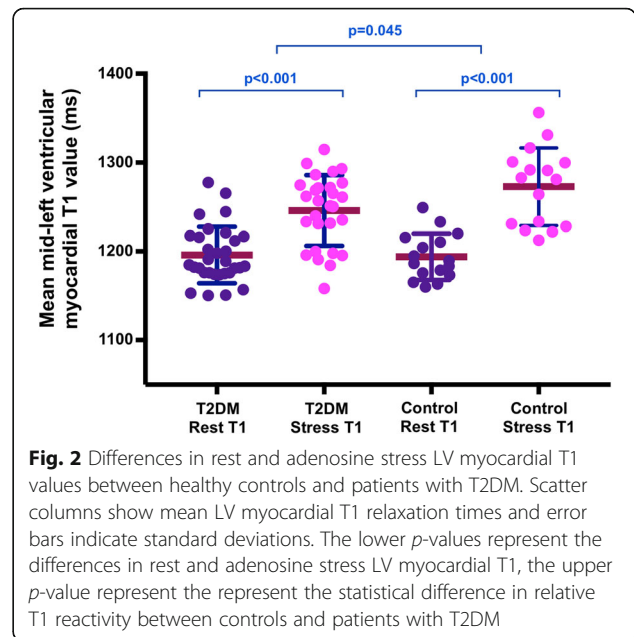 p=0.045
p<0.001 p<0.001
Mean mid-left ventricular
myocardial T1 value (ms)
1400
1300
1200
1100
T2DM
Rest T1
T2DM
Stress T1
Control
Rest T1
Control
Stress T1
Fig. 2 Differences in rest and adenosine stress LV myocardial T1
values between healthy controls and patients with T2DM. Scatter
columns show mean LV myocardial T1 relaxation times and error
bars indicate standard deviations. The lower p-values represent the
differences in rest and adenosine stress LV myocardial T1, the upper
p-value represent the represent the statistical difference in relative
T1 reactivity between controls and patients with T2DM